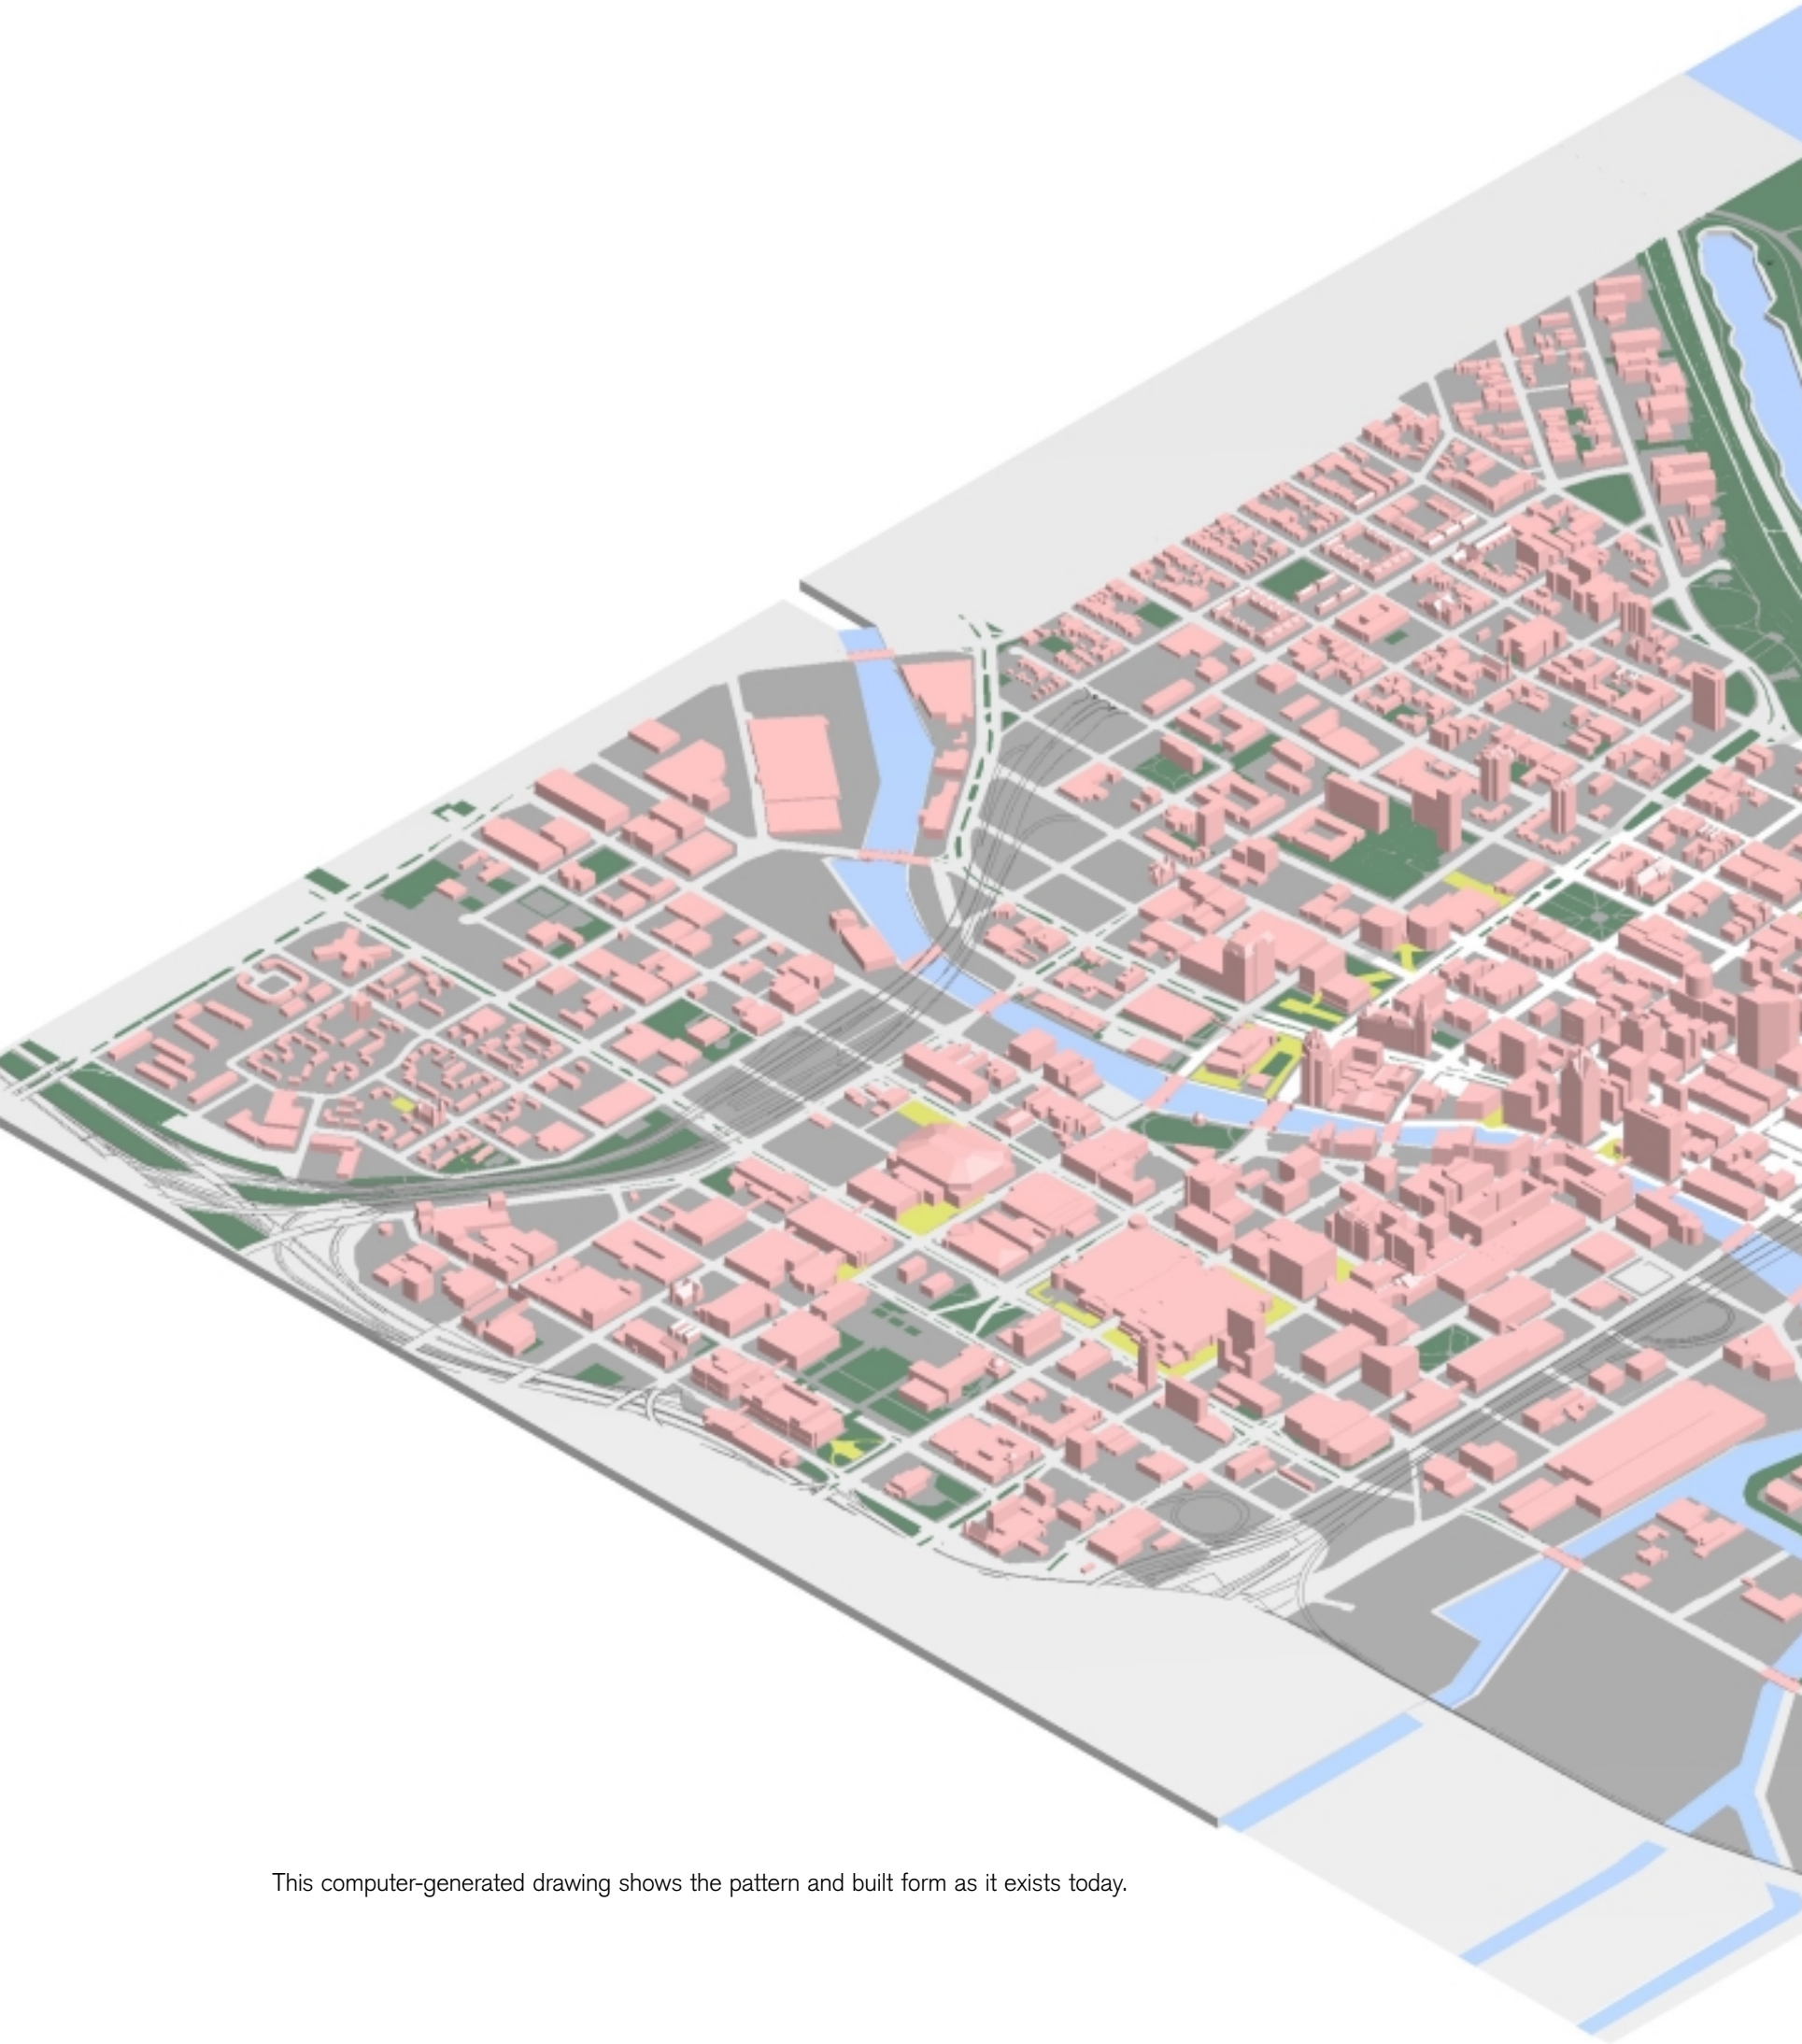 This computer-generated drawing shows the pattern and built form as it exists today.